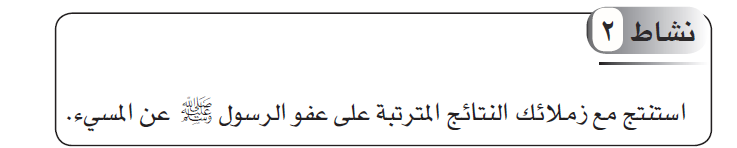 نشاط ٢
استنتج مع زملائك النتائج المترتبة على عفو الرسول ﷺ عن المسيء.